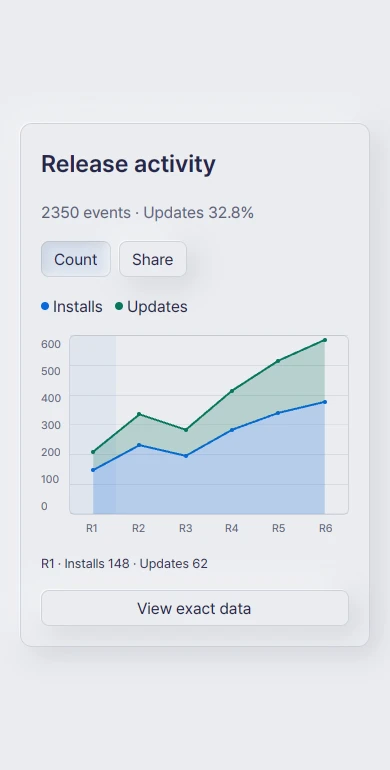 Release activity
2350 events · Updates 32.8%
Count Share
Installs Updates
600
500
400
300
200
100
0
R1 R2 R3 R4 R5 R6
R1 · Installs 148 · Updates 62
View exact data